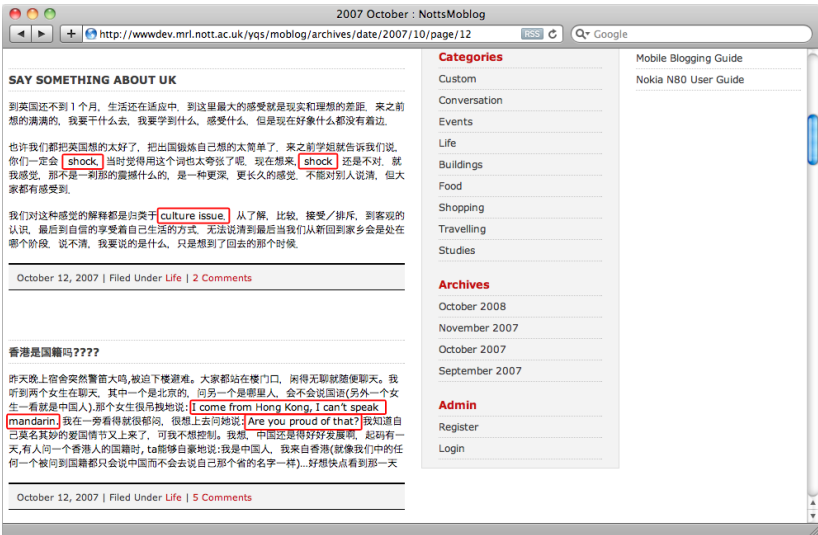 2007 October : NottsMoblog
http://wwwdev.mrl.nott.ac.uk/yqs/moblog/archives/date/2007/10/page/12
RSS
Google
SAY SOMETHING ABOUT UK
到英国还不到1个月，生活还在适应中．到这里最大的感受就是现实和理想的差距．来之前
想的满满的，我要干什么去，我要学到什么，感受什么．但是现在好象什么都没有着边．
也许我们都把英国想的太好了，把出国锻炼自己想的太简单了．来之前学姐就告诉我们说，
你们一定会 shock, 当时觉得用这个词也太夸张了呢．现在想来, shock 还是不对．就
我感觉，那不是一刹那的震撼什么的，是一种更深，更长久的感觉．不能对别人说清，但大
家都有感觉到．
我们对这种感觉的解释都是归类于 culture issue, 从了解，比较，接受／排斥，到客观的
认识，最后到自信的享受着自己生活的方式．无法说清到最后当我们从新回到家乡会是处在
哪个阶段．说不清，我要说的是什么，只是想到了回去的那个时候．
October 12, 2007 | Filed Under Life | 2 Comments
香港是国籍吗????
昨天晚上宿舍突然警笛大鸣,被迫下楼避难。大家都站在楼门口，闲得无聊就随便聊天。我
听到两个女生在聊天，其中一个是北京的，问另一个是哪里人，会不会说国语(另外一个女
生一看就是中国人).那个女生很吊拽地说: I come from Hong Kong, I can't speak
mandarin. 我在一旁看得就很郁闷，很想上去问她说: Are you proud of that? 我知道自
己莫名其妙的爱国情节又上来了，可我不想控制。我想，中国还是得好好发展啊，起码有一
天,有人问一个香港人的国籍时, ta能够自豪地说:我是中国人，我来自香港(就像我们中的任
何一个被问到国籍都只会说中国而不会去说自己那个省的名字一样)...好想快点看到那一天
October 12, 2007 | Filed Under Life | 5 Comments
Categories
Custom
Conversation
Events
Life
Buildings
Food
Shopping
Travelling
Studies
Archives
October 2008
November 2007
October 2007
September 2007
Admin
Register
Login
Mobile Blogging Guide
Nokia N80 User Guide